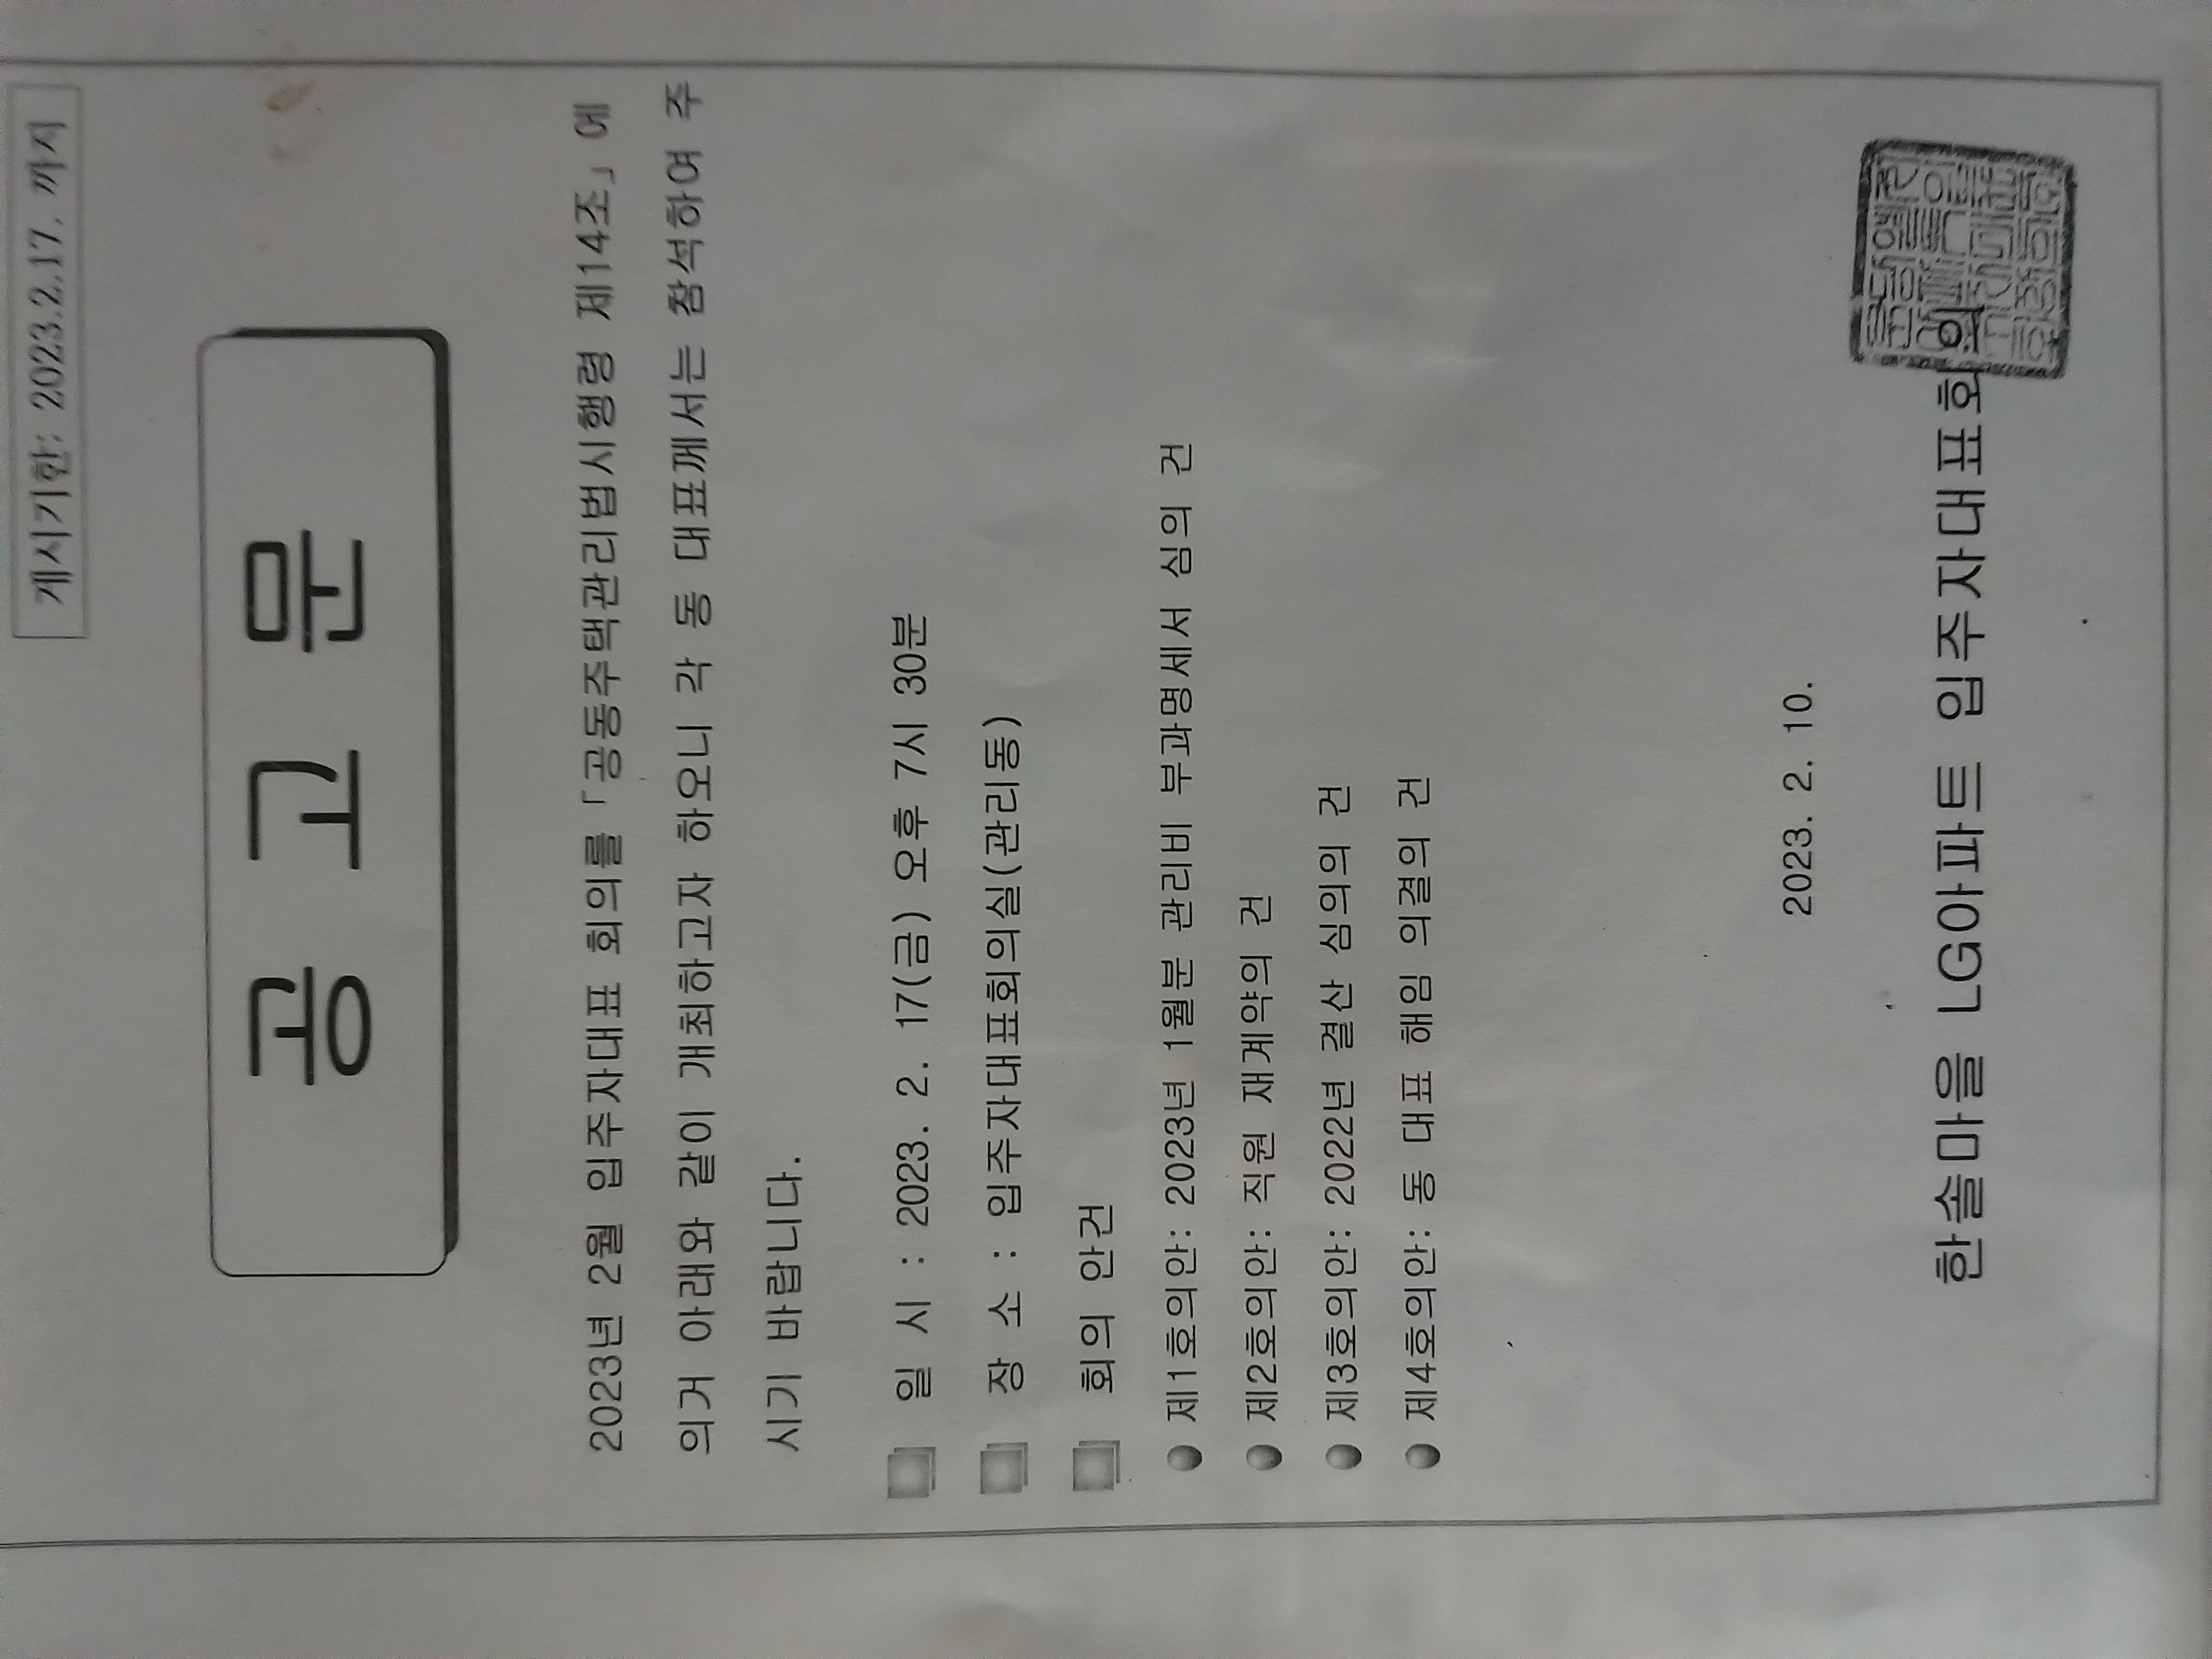 게시기한: 2023.2.17. 까지
공 고 문
2023년 2월 입주자대표 회의를「공동주택관리법시행령 제14조」에
의거 아래와 같이 개최하고자 하오니 각 동 대표께서는 참석하여 주
시기 바랍니다.
일 시 : 2023. 2. 17(금) 오후 7시 30분
장 소 : 입주자대표회의실(관리동)
회의 안건
제1호의안: 2023년 1월분 관리비 부과명세서 심의 건
제2호의안: 직원 재계약의 건
제3호의안: 2022년 결산 심의의 건
제4호의안: 동 대표 해임 의결의 건
2023. 2. 10.
한솔마을 LG아파트 입주자대표회의